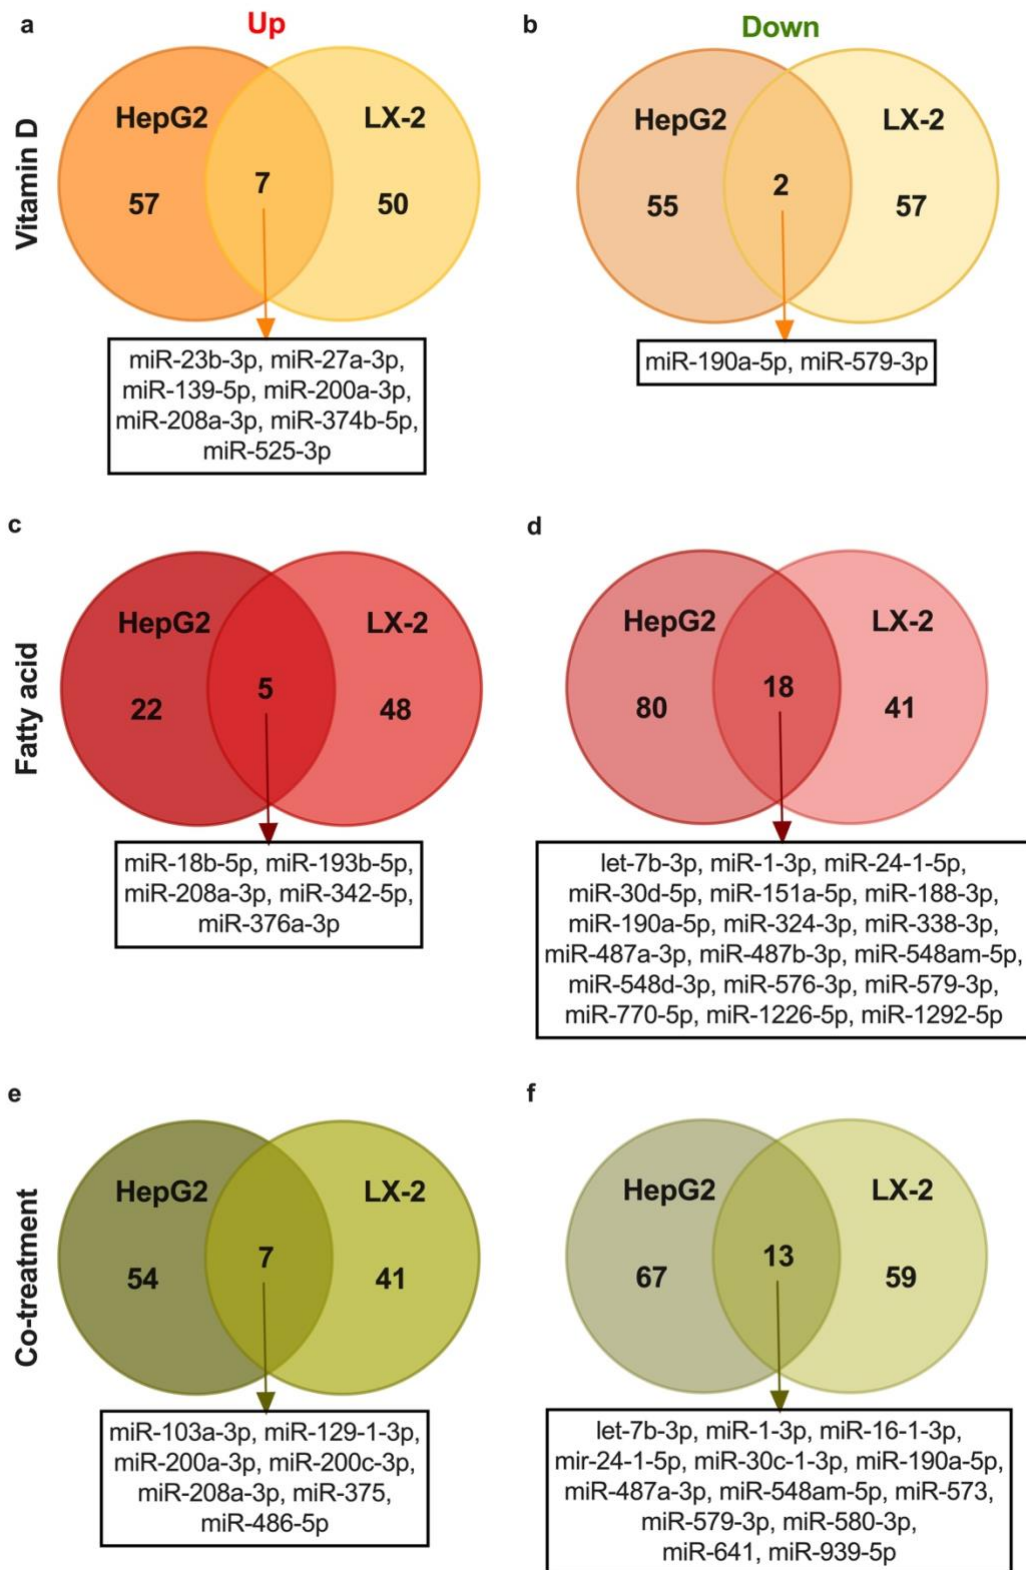 a
Up
b
Down
Vitamin D
HepG2
LX-2
57
7
50
HepG2
LX-2
55
2
57
miR-23b-3p, miR-27a-3p,
miR-139-5p, miR-200a-3p,
miR-208a-3p, miR-374b-5p,
miR-525-3p
miR-190a-5p, miR-579-3p
c
d
Fatty acid
HepG2
LX-2
22
5
48
HepG2
LX-2
80
18
41
miR-18b-5p, miR-193b-5p,
miR-208a-3p, miR-342-5p,
miR-376a-3p
let-7b-3p, miR-1-3p, miR-24-1-5p,
miR-30d-5p, miR-151a-5p, miR-188-3p,
miR-190a-5p, miR-324-3p, miR-338-3p,
miR-487a-3p, miR-487b-3p, miR-548am-5p,
miR-548d-3p, miR-576-3p, miR-579-3p,
miR-770-5p, miR-1226-5p, miR-1292-5p
e
f
Co-treatment
HepG2
LX-2
54
7
41
HepG2
LX-2
67
13
59
miR-103a-3p, miR-129-1-3p,
miR-200a-3p, miR-200c-3p,
miR-208a-3p, miR-375,
miR-486-5p
let-7b-3p, miR-1-3p, miR-16-1-3p,
mir-24-1-5p, miR-30c-1-3p, miR-190a-5p,
miR-487a-3p, miR-548am-5p, miR-573,
miR-579-3p, miR-580-3p,
miR-641, miR-939-5p